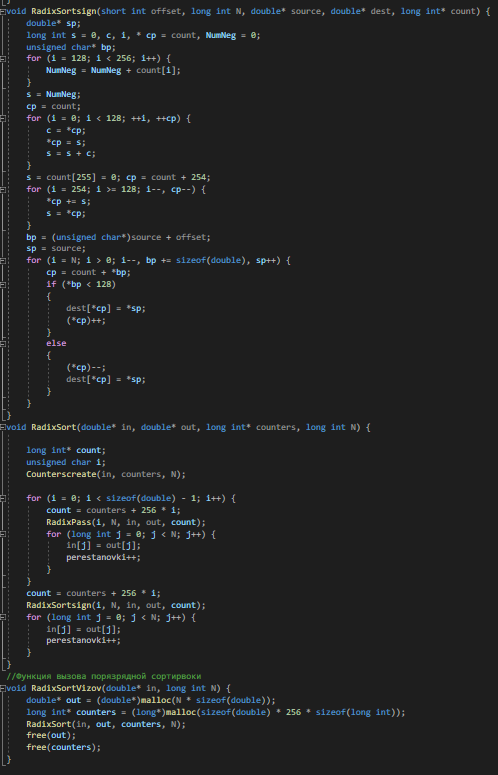 void RadixSortsign(short int offset, long int N, double* source, double* dest, long int* count) {
double* sp;
long int s = 0, c, i, * cp = count, NumNeg = 0;
unsigned char* bp;
for (i = 128; i < 256; i++) {
NumNeg = NumNeg + count[i];
}
s = NumNeg;
cp = count;
for (i = 0; i < 128; ++i, ++cp) {
c = *cp;
*cp = s;
s = s + c;
}
s = count[255] = 0; cp = count + 254;
for (i = 254; i >= 128; i--, cp--) {
*cp += s;
s = *cp;
}
bp = (unsigned char*)source + offset;
sp = source;
for (i = N; i > 0; i--, bp += sizeof(double), sp++) {
cp = count + *bp;
if (*bp < 128)
{
dest[*cp] = *sp;
(*cp)++;
}
else
{
(*cp)--;
dest[*cp] = *sp;
}
}
}
void RadixSort(double* in, double* out, long int* counters, long int N) {
long int* count;
unsigned char i;
Counterscreate(in, counters, N);
for (i = 0; i < sizeof(double) - 1; i++) {
count = counters + 256 * i;
RadixPass(i, N, in, out, count);
for (long int j = 0; j < N; j++) {
in[j] = out[j];
perestanovki++;
}
}
count = counters + 256 * i;
RadixSortsign(i, N, in, out, count);
for (long int j = 0; j < N; j++) {
in[j] = out[j];
perestanovki++;
}
}
//Функция вызова порязрядной сортирвоки
void RadixSortVizov(double* in, long int N) {
double* out = (double*)malloc(N * sizeof(double));
long int* counters = (long*)malloc(sizeof(double) * 256 * sizeof(long int));
RadixSort(in, out, counters, N);
free(out);
free(counters);
}